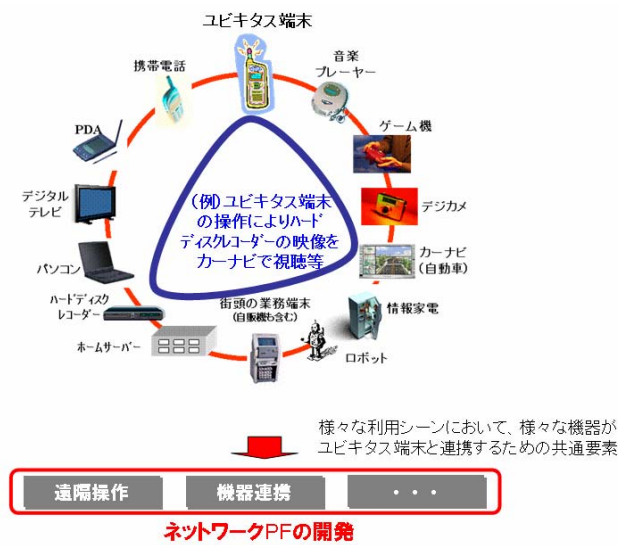 ユビキタス端末
携帯電話
音楽
プレーヤー
PDA
ゲーム機
デジタル
テレビ
(例)ユビキタス端末
の操作によりハード
ディスクレコーダーの映像を
カーナビで視聴等
デジカメ
パソコン
カーナビ
(自動車)
ハードディスク
レコーダー
街頭の業務端末
(自販機も含む)
情報家電
ホームサーバー
ロボット
様々な利用シーンにおいて、様々な機器が
ユビキタス端末と連携するための共通要素
遠隔操作
機器連携
・・・
ネットワークPFの開発